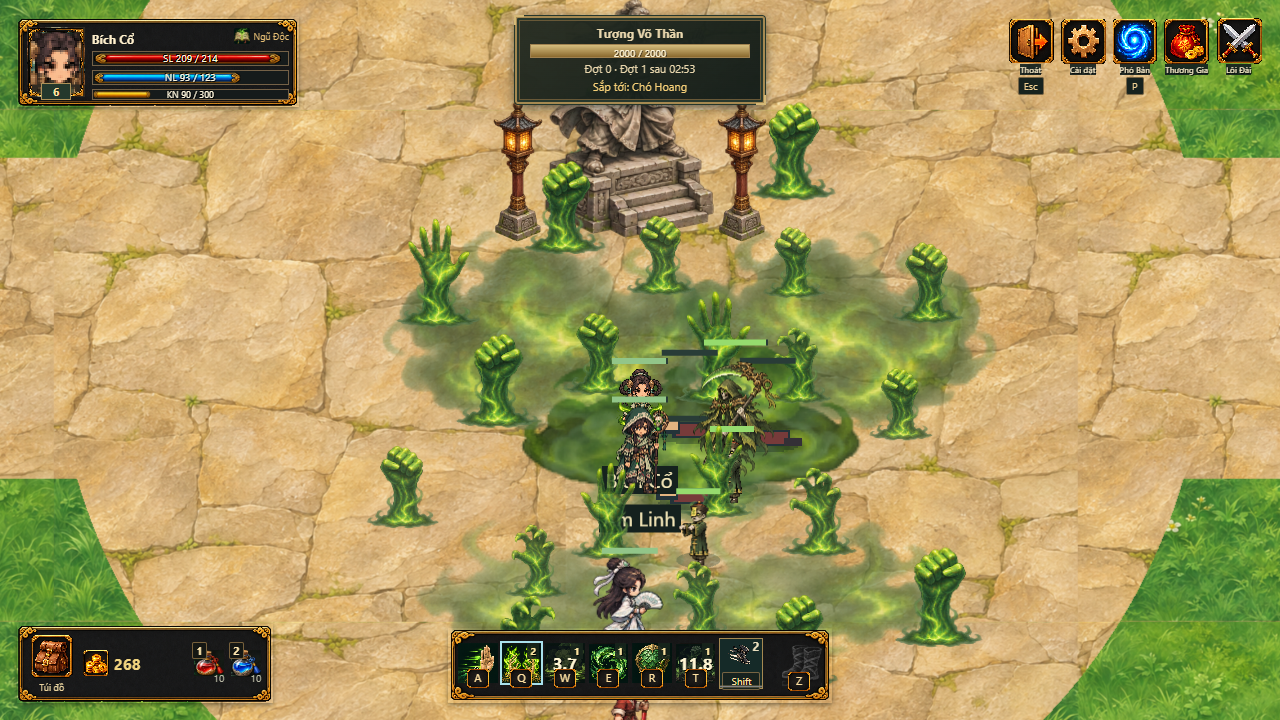 Bích Cổ
Ngũ Độc
SL 209 / 214
NL 93 / 123
6
KN 90 / 300
Tượng Võ Thần
2000 / 2000
Đợt 0 · Đợt 1 sau 02:53
Sắp tới: Chó Hoang
Thoát
Cài đặt
Phó Bản
Thương Gia
Lôi Đài
Esc
P
Cổ
m Linh
268
Túi đồ
1
10
2
10
A
2
Q
3.7
1
W
1
E
1
R
11.8
1
T
2
Shift
Z